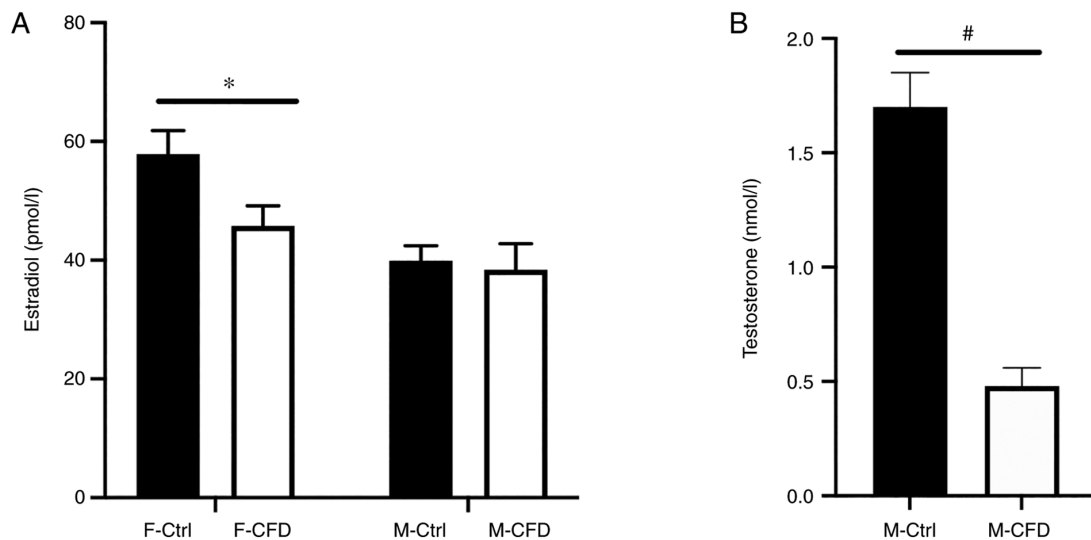 A
80
60
40
20
0
Estradiol (pmol/l)
*
F-Ctrl F-CFD M-Ctrl M-CFD
B
2.0
1.5
1.0
0.5
0.0
Testosterone (nmol/l)
#
M-Ctrl M-CFD